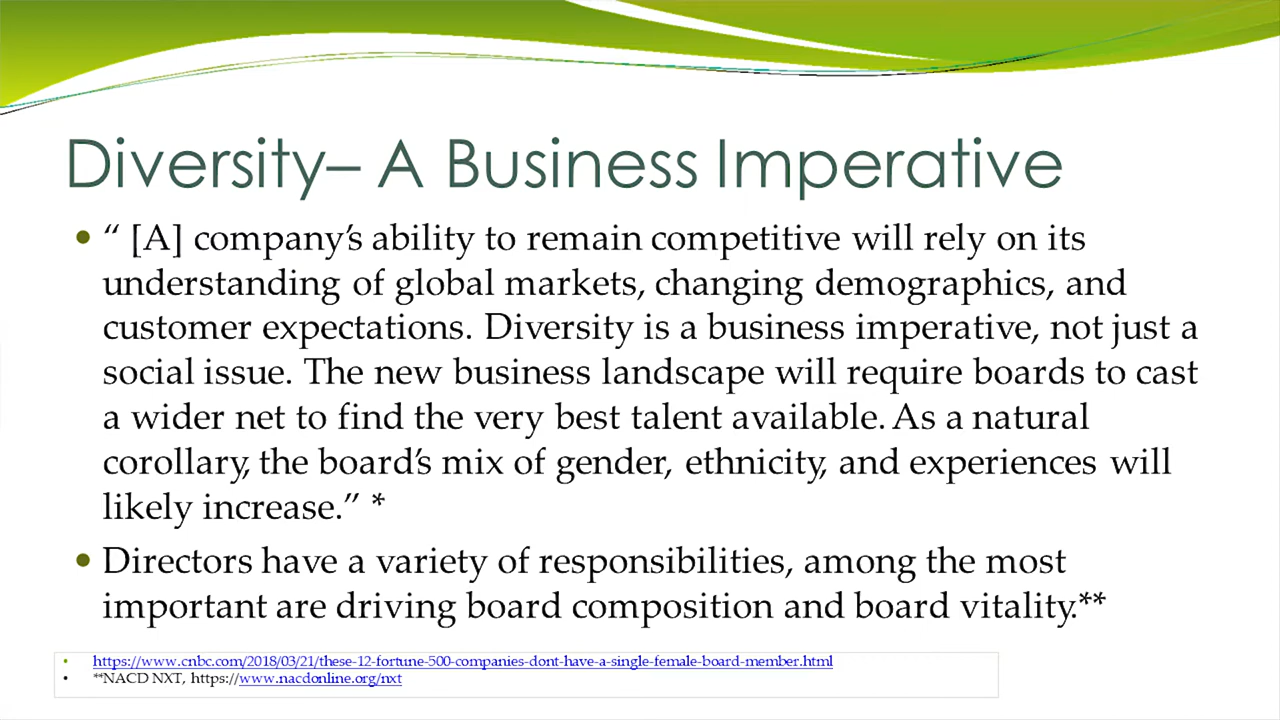 Diversity– A Business Imperative
• “ [A] company’s ability to remain competitive will rely on its
understanding of global markets, changing demographics, and
customer expectations. Diversity is a business imperative, not just a
social issue. The new business landscape will require boards to cast
a wider net to find the very best talent available. As a natural
corollary, the board’s mix of gender, ethnicity, and experiences will
likely increase.” *
• Directors have a variety of responsibilities, among the most
important are driving board composition and board vitality.**
• https://www.cnbc.com/2018/03/21/these-12-fortune-500-companies-dont-have-a-single-female-board-member.html
• **NACD NXT, https://www.nacdonline.org/nxt